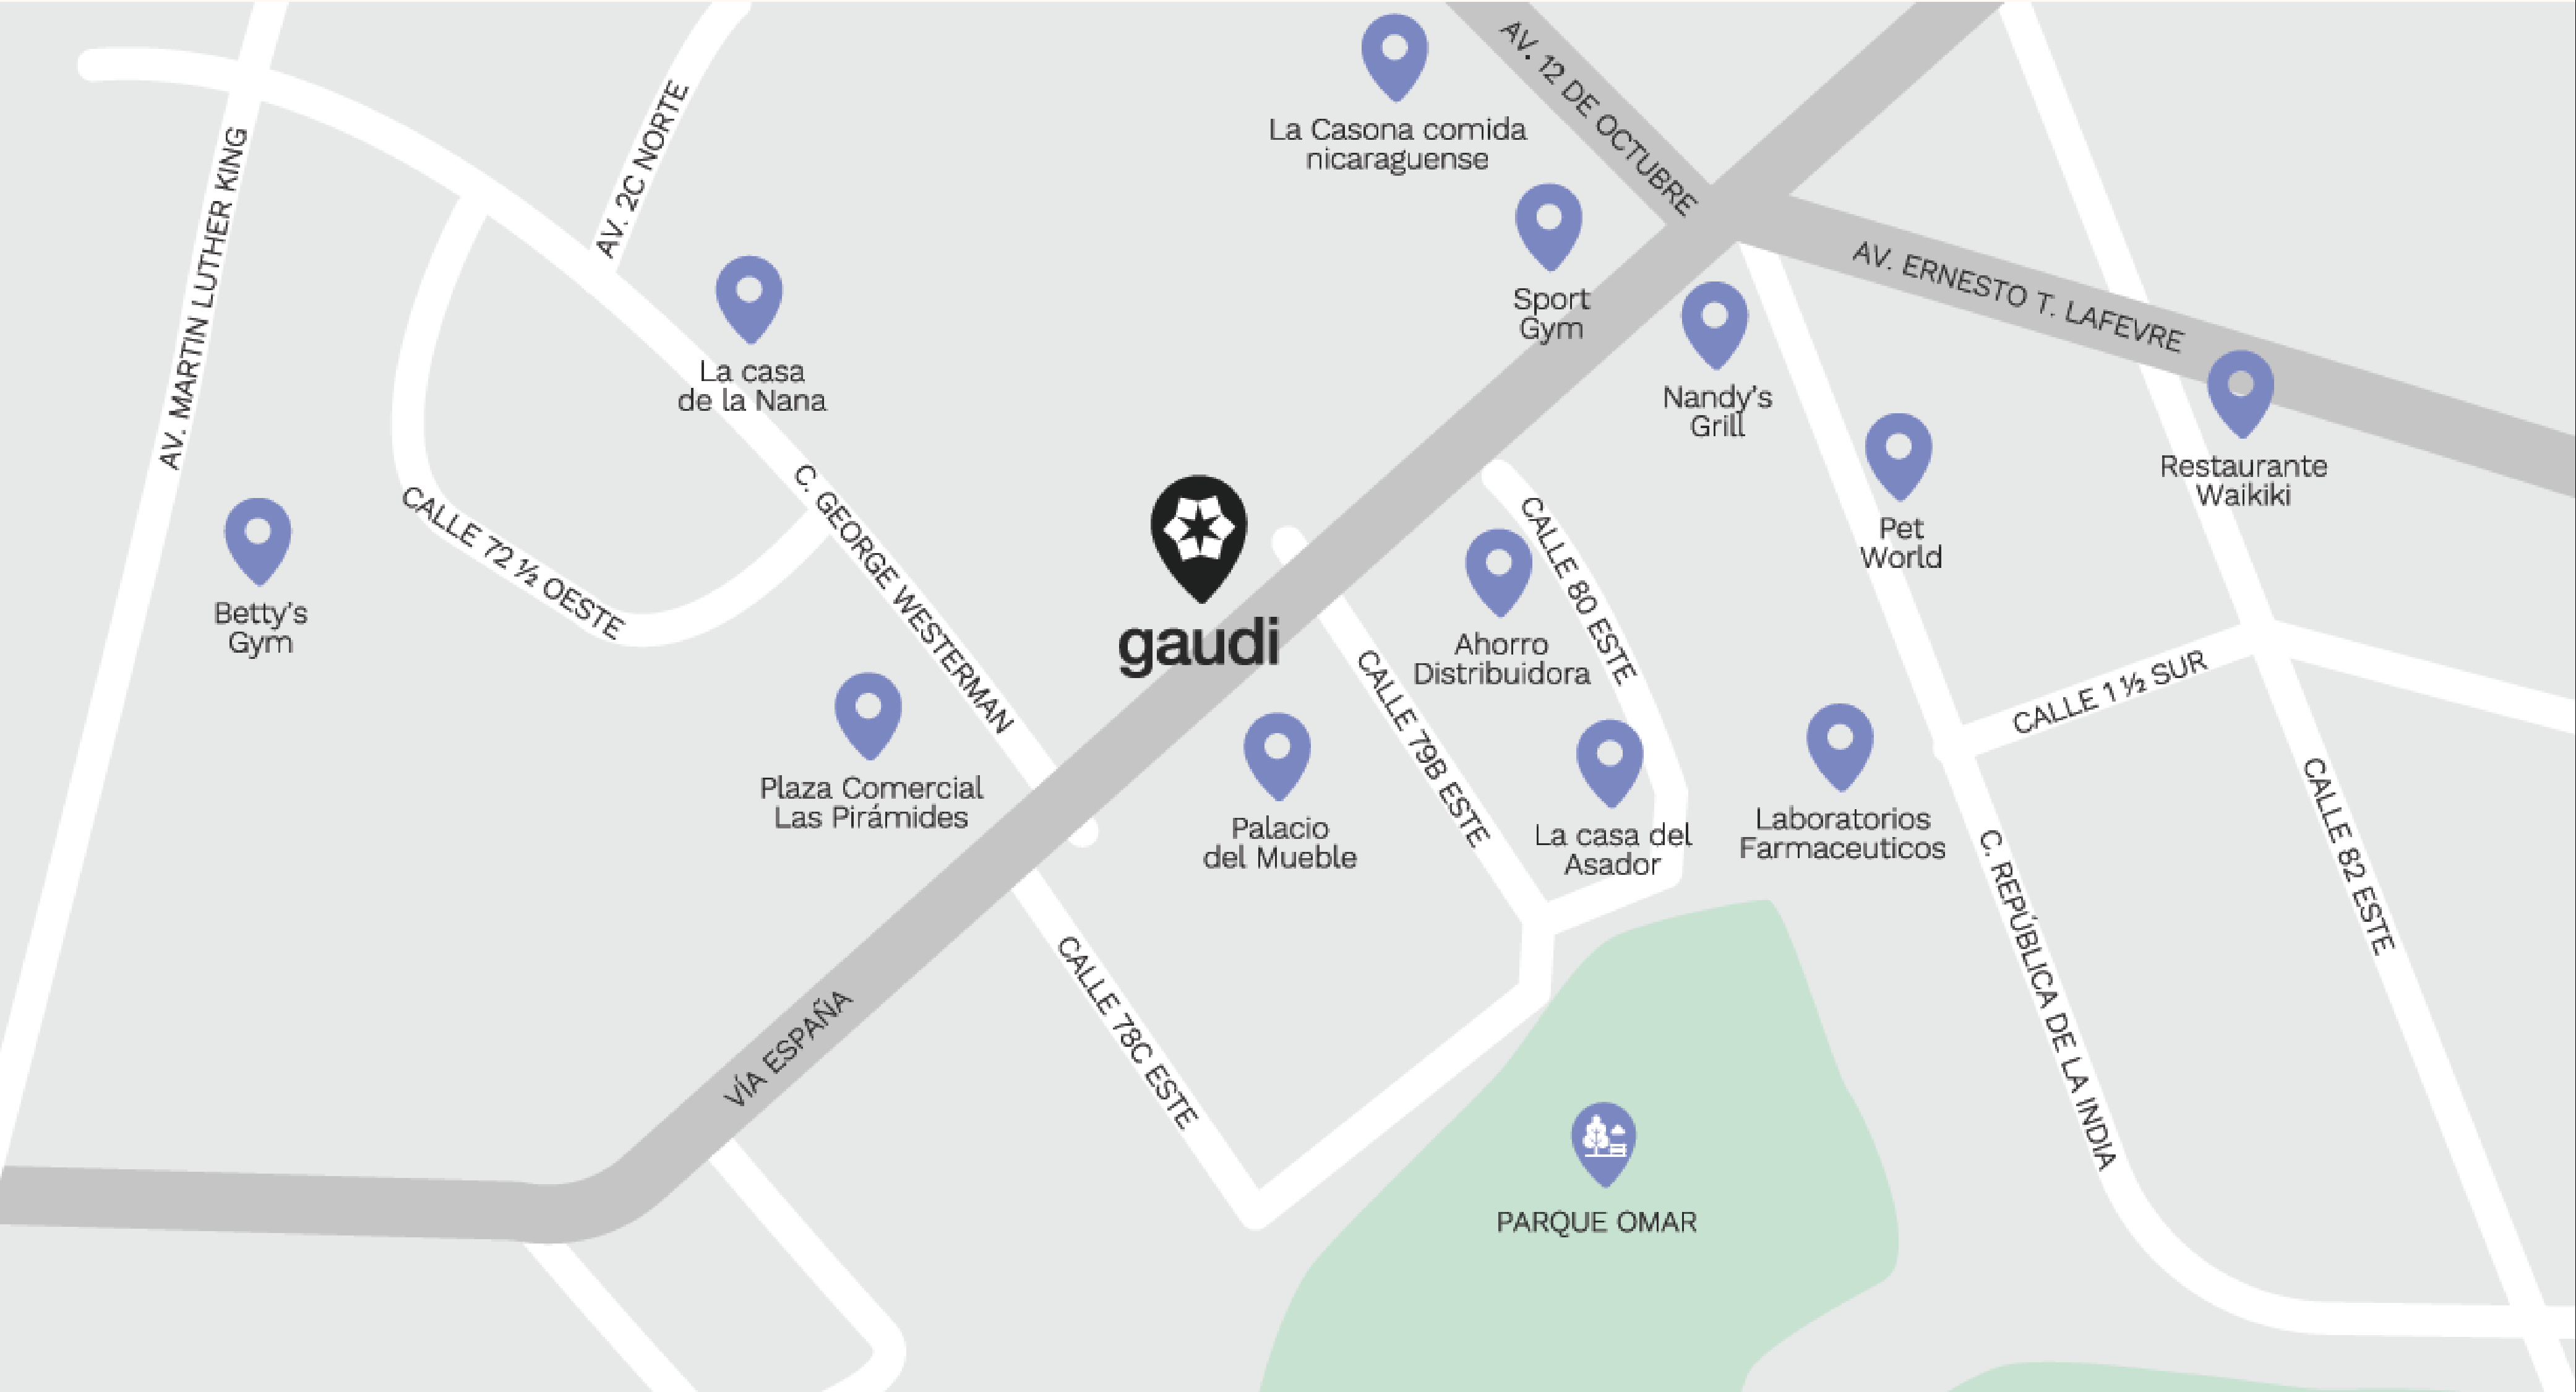 AV. 12 DE OCTUBRE
La Casona comida
nicaraguense
AV. 2C NORTE
AV. MARTIN LUTHER KING
Sport
Gym
AV. ERNESTO T. LAFEVRE
La casa
de la Nana
Nandy's
Grill
Restaurante
Waikiki
Pet
World
CALLE 72 ½ OESTE
C. GEORGE WESTERMAN
CALLE 80 ESTE
Betty's
Gym
gaudi
Ahorro
Distribuidora
CALLE 79B ESTE
CALLE 1 ½ SUR
Plaza Comercial
Las Pirámides
Palacio
del Mueble
La casa del
Asador
Laboratorios
Farmaceuticos
CALLE 82 ESTE
C. REPÚBLICA DE LA INDIA
VÍA ESPAÑA
CALLE 78C ESTE
PARQUE OMAR